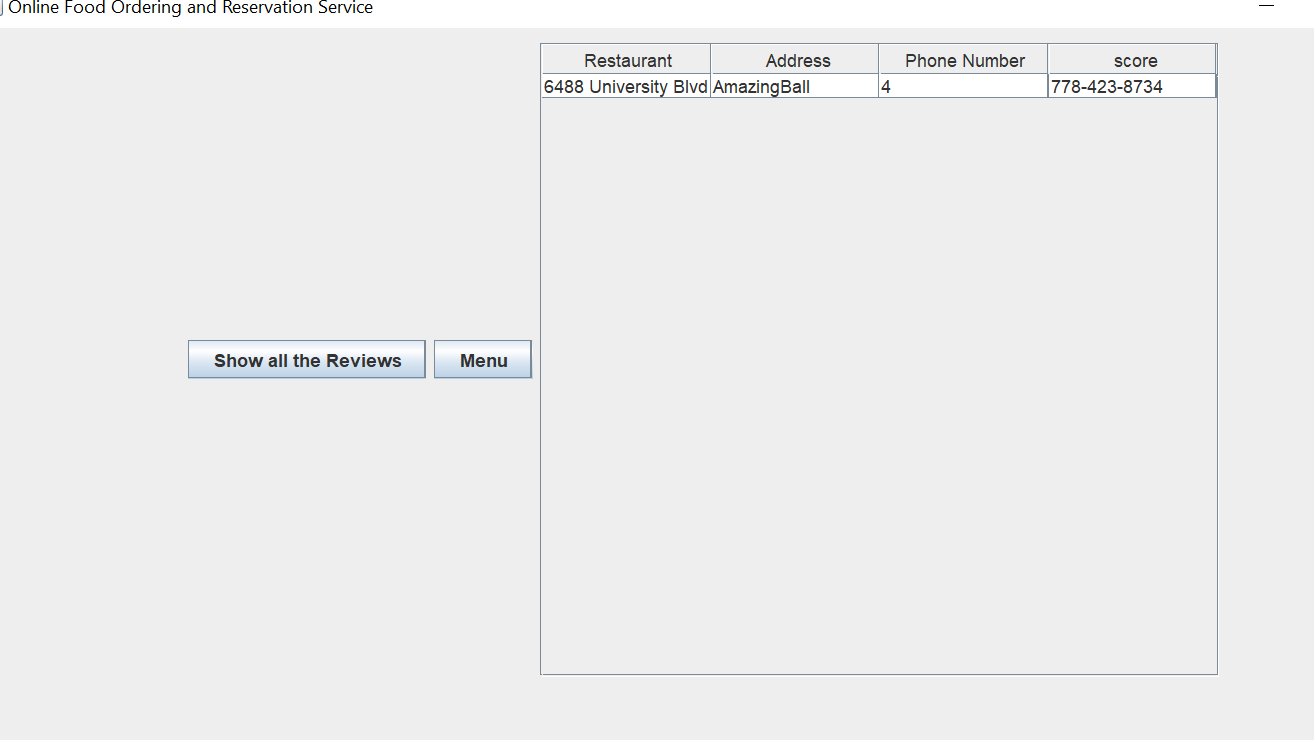 Online Food Ordering and Reservation Service
Restaurant Address Phone Number score
6488 University Blvd AmazingBall 4 778-423-8734
Show all the Reviews Menu